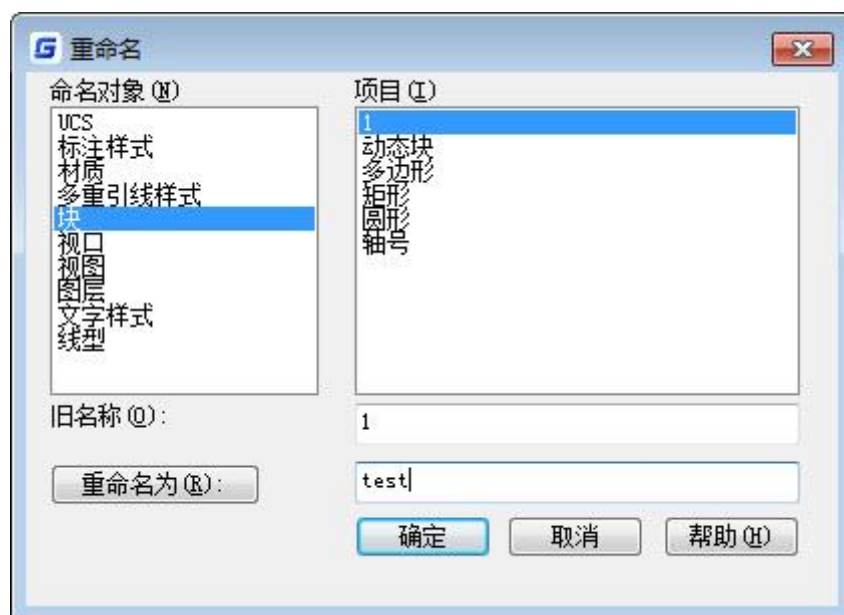 重命名
命名对象(N)
UCS
标注样式
材质
多重引线样式
块
视口
视图
图层
文字样式
线型
项目(I)
1
动态块
多边形
矩形
圆形
轴号
旧名称(O):
1
重命名为(R):
test
确定
取消
帮助(H)